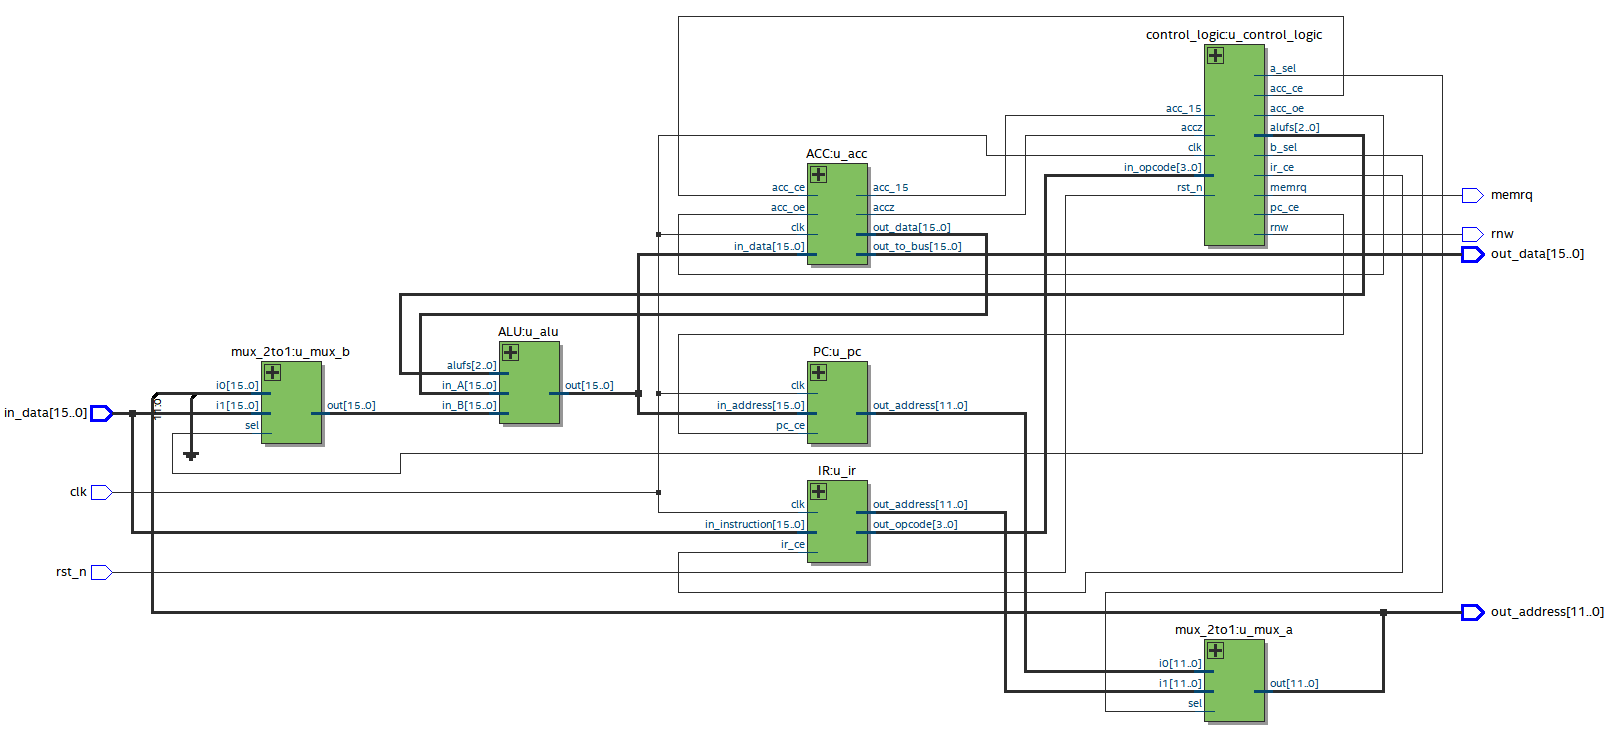 control_logic:u_control_logic
a_sel
acc_ce
acc_15
acc_oe
accz
alufs[2..0]
clk
b_sel
in_opcode[3..0]
ir_ce
rst_n
memrq
pc_ce
rnw
memrq
rnw
out_data[15..0]
ACC:u_acc
acc_ce
acc_15
acc_oe
accz
clk
out_data[15..0]
in_data[15..0]
out_to_bus[15..0]
ALU:u_alu
alufs[2..0]
in_A[15..0]
out[15..0]
in_B[15..0]
mux_2to1:u_mux_b
i0[15..0]
i1[15..0]
out[15..0]
sel
11:0
in_data[15..0]
PC:u_pc
clk
in_address[15..0]
out_address[11..0]
pc_ce
clk
IR:u_ir
clk
out_address[11..0]
in_instruction[15..0]
out_opcode[3..0]
ir_ce
rst_n
out_address[11..0]
mux_2to1:u_mux_a
i0[11..0]
i1[11..0]
out[11..0]
sel